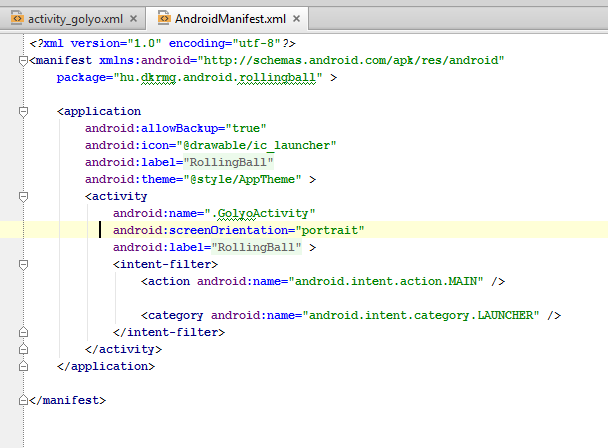 activity_golyo.xml × AndroidManifest.xml ×
<?xml version="1.0" encoding="utf-8"?>
<manifest xmlns:android="http://schemas.android.com/apk/res/android"
    package="hu.dkrmg.android.rollingball" >

    <application
        android:allowBackup="true"
        android:icon="@drawable/ic_launcher"
        android:label="RollingBall"
        android:theme="@style/AppTheme" >
        <activity
            android:name=".GolyoActivity"
            android:screenOrientation="portrait"
            android:label="RollingBall" >
            <intent-filter>
                <action android:name="android.intent.action.MAIN" />

                <category android:name="android.intent.category.LAUNCHER" />
            </intent-filter>
        </activity>
    </application>

</manifest>